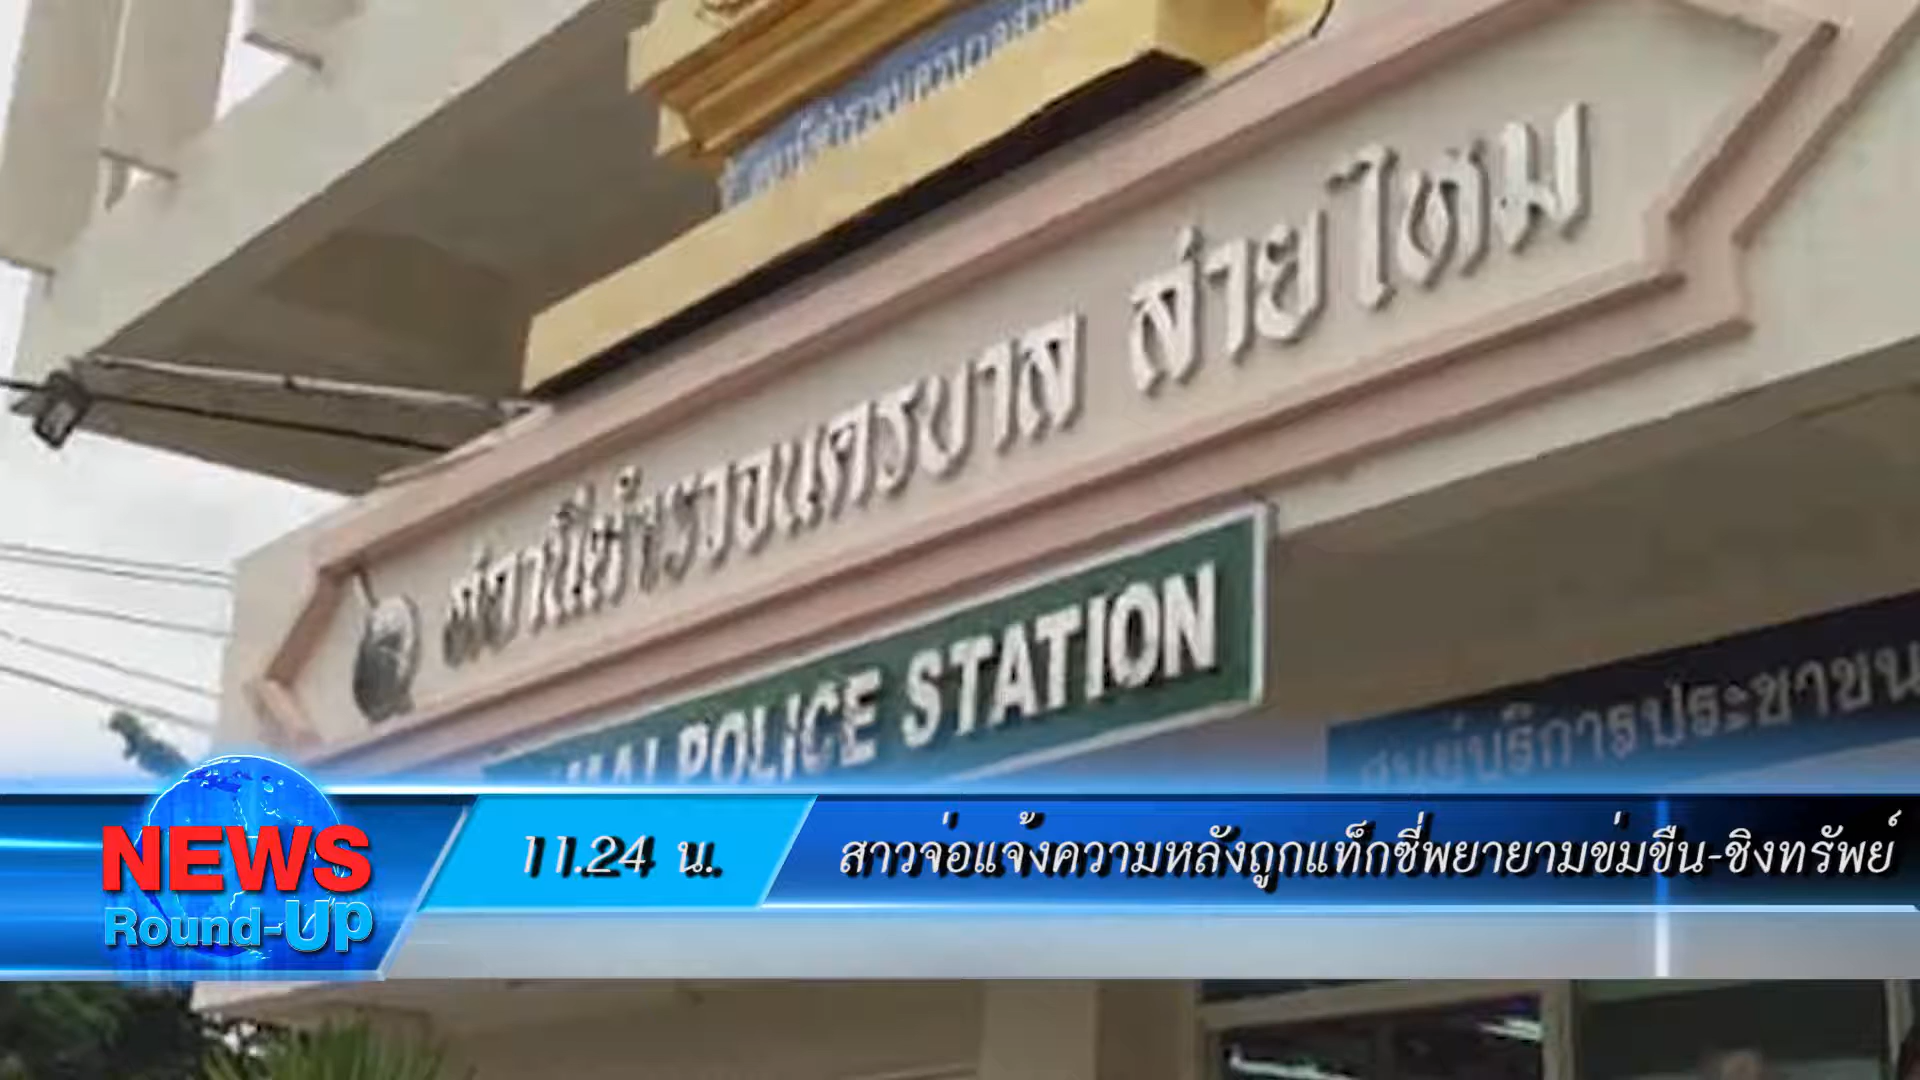 สถานีตำรวจนครบาล สายไหม
POLICE STATION
ศูนย์บริการประชาชน
NEWS
Round-Up
11.24 น.
สาวจ่อแจ้งความหลังถูกแท็กซี่พยายามข่มขืน-ชิงทรัพย์